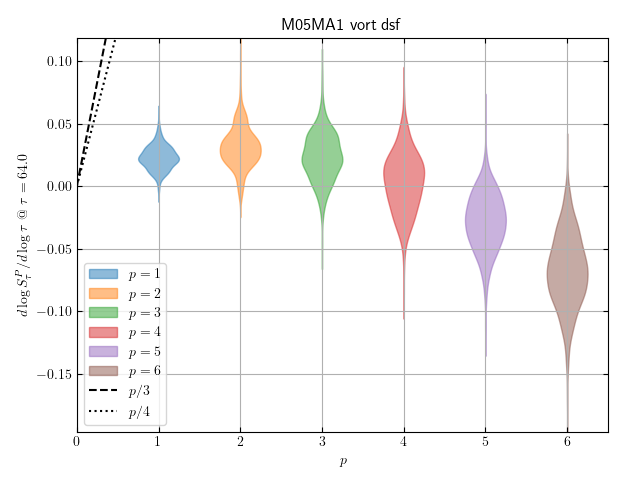 M05MA1 vort dsf
d log S_τ^P / d log τ @ τ = 64.0
0.10
0.05
0.00
−0.05
−0.10
−0.15
p = 1
p = 2
p = 3
p = 4
p = 5
p = 6
p/3
p/4
0 1 2 3 4 5 6
p